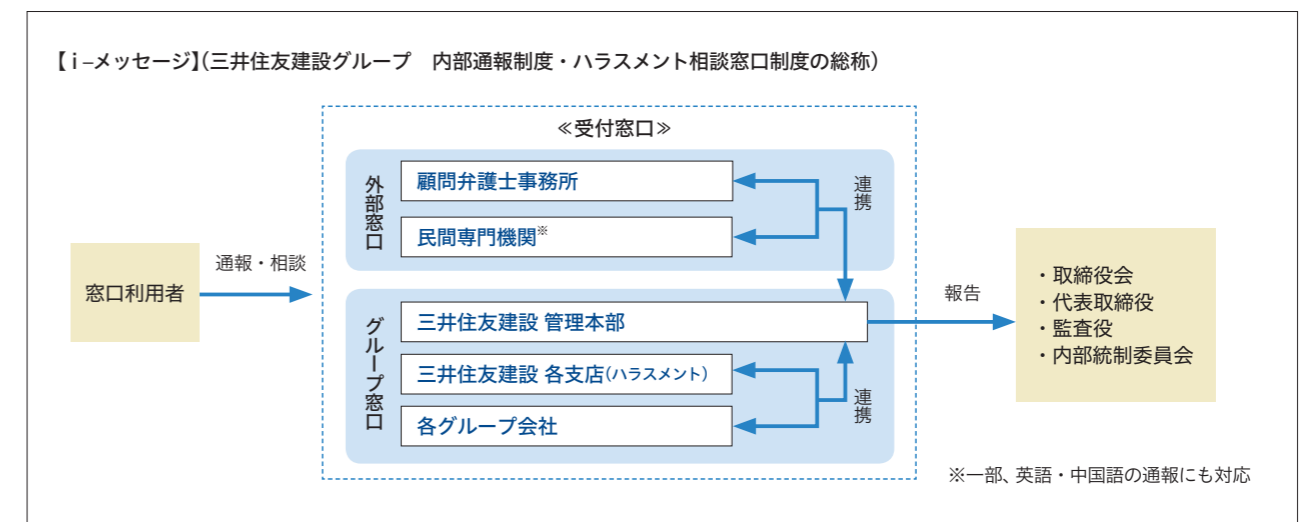 【i–メッセージ】(三井住友建設グループ　内部通報制度・ハラスメント相談窓口制度の総称)
≪受付窓口≫
窓口利用者
通報・相談
外部窓口
顧問弁護士事務所
民間専門機関※
連携
グループ窓口
三井住友建設 管理本部
三井住友建設 各支店(ハラスメント)
各グループ会社
連携
報告
・取締役会
・代表取締役
・監査役
・内部統制委員会
※一部、英語・中国語の通報にも対応